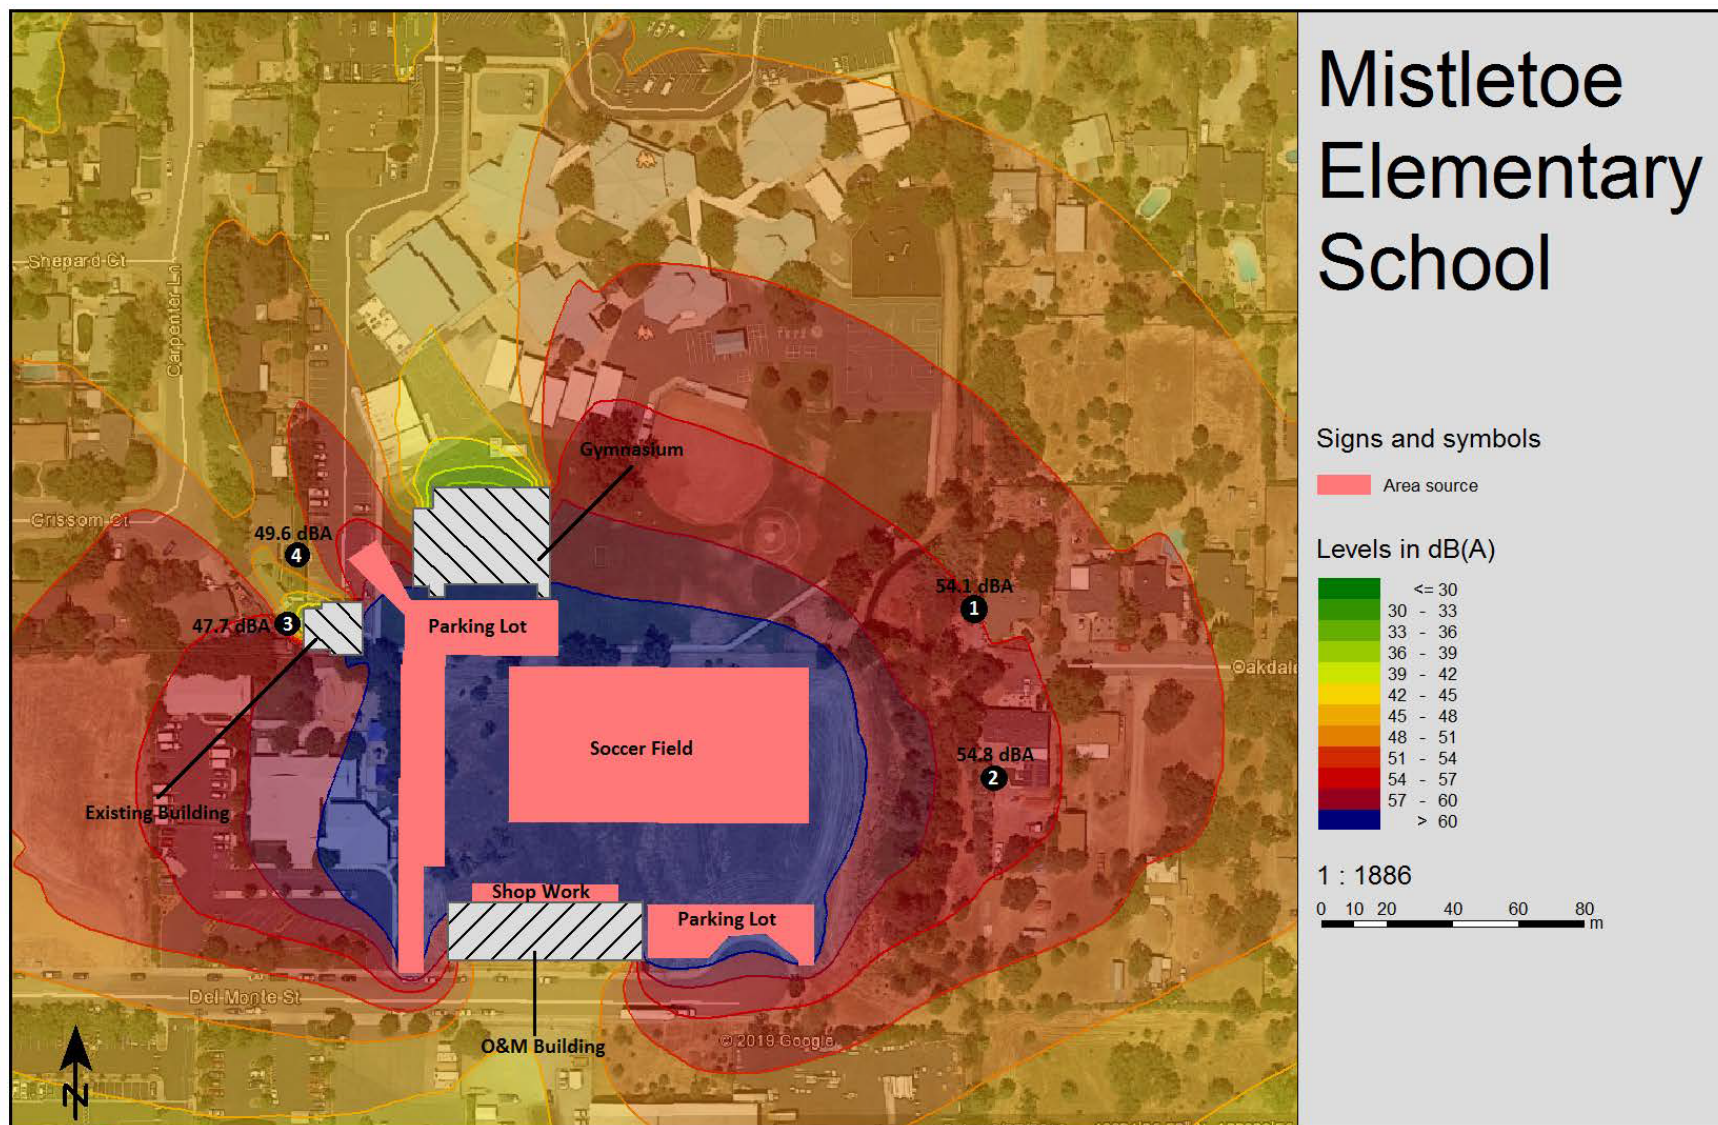 Mistletoe
Elementary
School
Signs and symbols
Area source
Levels in dB(A)
<= 30
30 - 33
33 - 36
36 - 39
39 - 42
42 - 45
45 - 48
48 - 51
51 - 54
54 - 57
57 - 60
> 60
1 : 1886
0 10 20 40 60 80
m
Shepard Ct
Carpenter Ln
Gymnasium
Grissom Ct
49.6 dBA
4
54.1 dBA
1
47.7 dBA
3
Parking Lot
Oakdale
Soccer Field
54.8 dBA
2
Existing Building
Shop Work
Parking Lot
Del Monte St
© 2019 Google
O&M Building
N